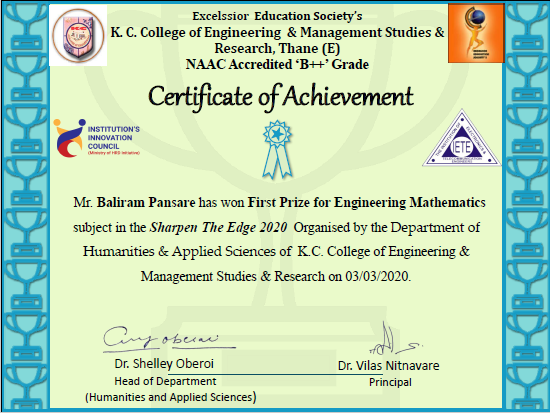 Excelssior Education Society's
K. C. College of Engineering & Management Studies &
Research, Thane (E)
NAAC Accredited 'B++' Grade
Certificate of Achievement
INSTITUTION'S
INNOVATION
COUNCIL
(Ministry of HRD Initiative)
IETE
Mr. Baliram Pansare has won First Prize for Engineering Mathematics
subject in the Sharpen The Edge 2020 Organised by the Department of
Humanities & Applied Sciences of K.C. College of Engineering &
Management Studies & Research on 03/03/2020.
Dr. Shelley Oberoi
Head of Department
(Humanities and Applied Sciences)
Dr. Vilas Nitnavare
Principal